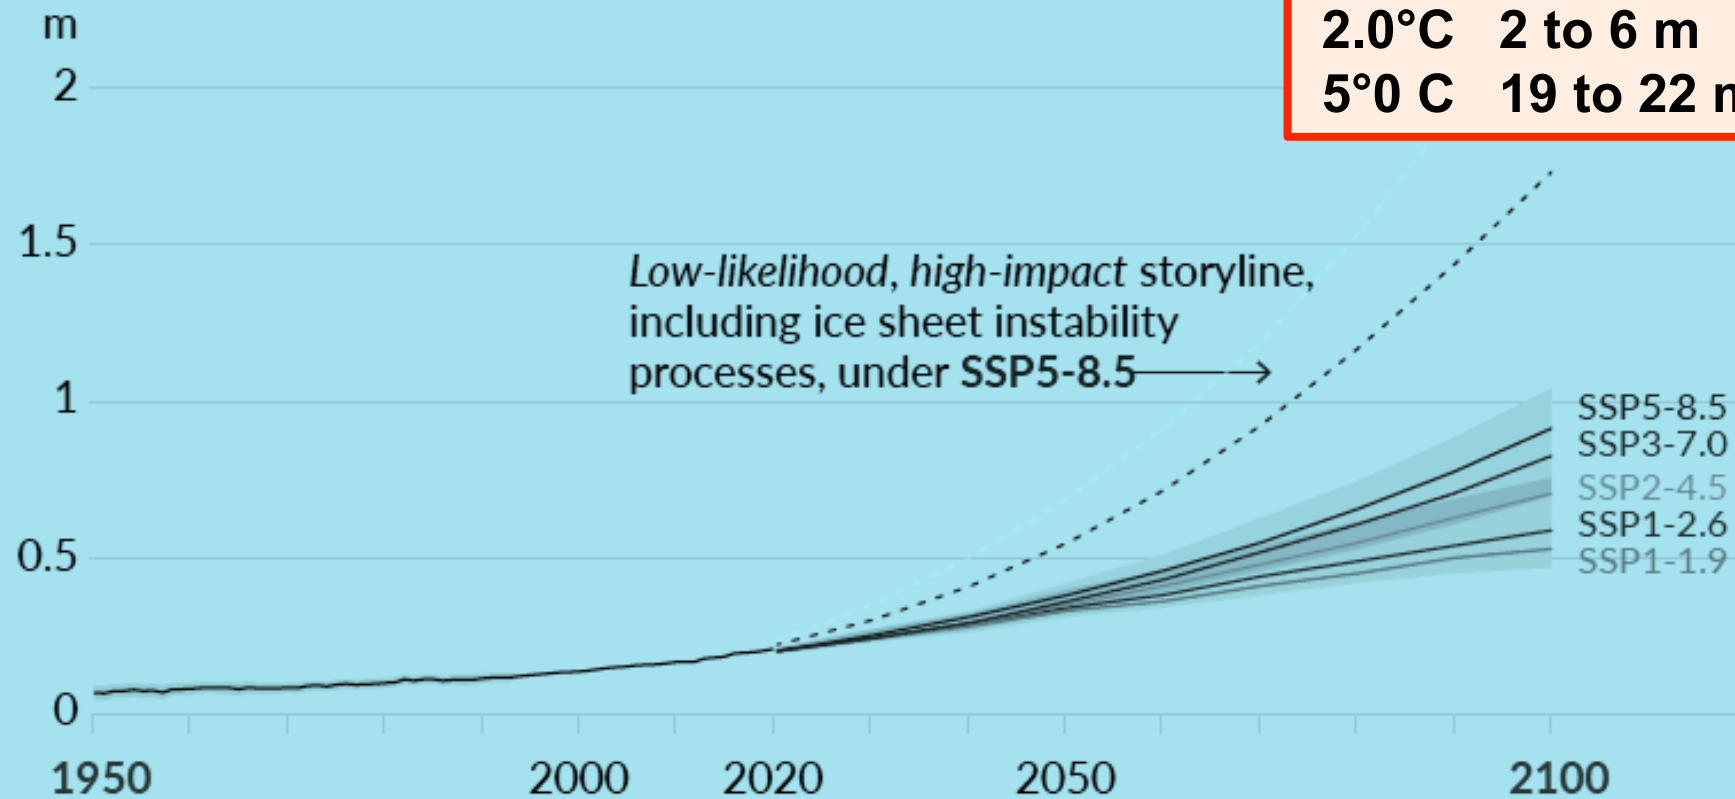 m
2.0°C 2 to 6 m
5°0 C 19 to 22
2
1.5
Low-likelihood, high-impact storyline,
including ice sheet instability
processes, under SSP5-8.5
1
SSP5-8.5
SSP3-7.0
SSP2-4.5
SSP1-2.6
SSP1-1.9
0.5
0
1950 2000 2020 2050 2100